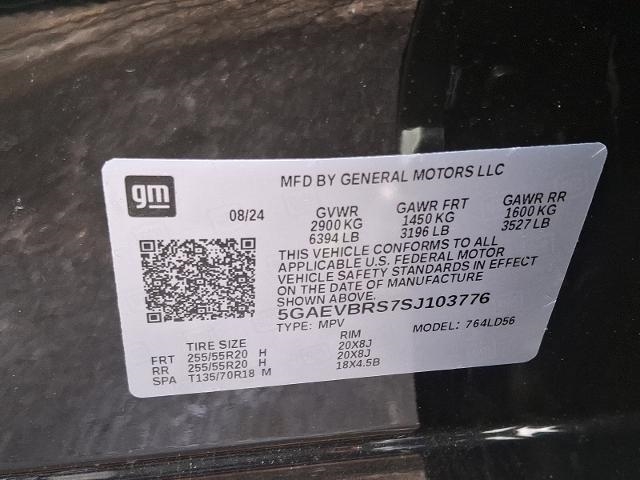 gm
MFD BY GENERAL MOTORS LLC
08/24 GVWR GAWR FRT GAWR RR
2900 KG 1450 KG 1600 KG
6394 LB 3196 LB 3527 LB
THIS VEHICLE CONFORMS TO ALL
APPLICABLE U.S. FEDERAL MOTOR
VEHICLE SAFETY STANDARDS IN EFFECT
ON THE DATE OF MANUFACTURE
SHOWN ABOVE.
5GAEVBRS7SJ103776
TYPE: MPV MODEL: 764LD56
TIRE SIZE RIM
FRT 255/55R20 H 20X8J
RR 255/55R20 H 20X8J
SPA T135/70R18 M 18X4.5B